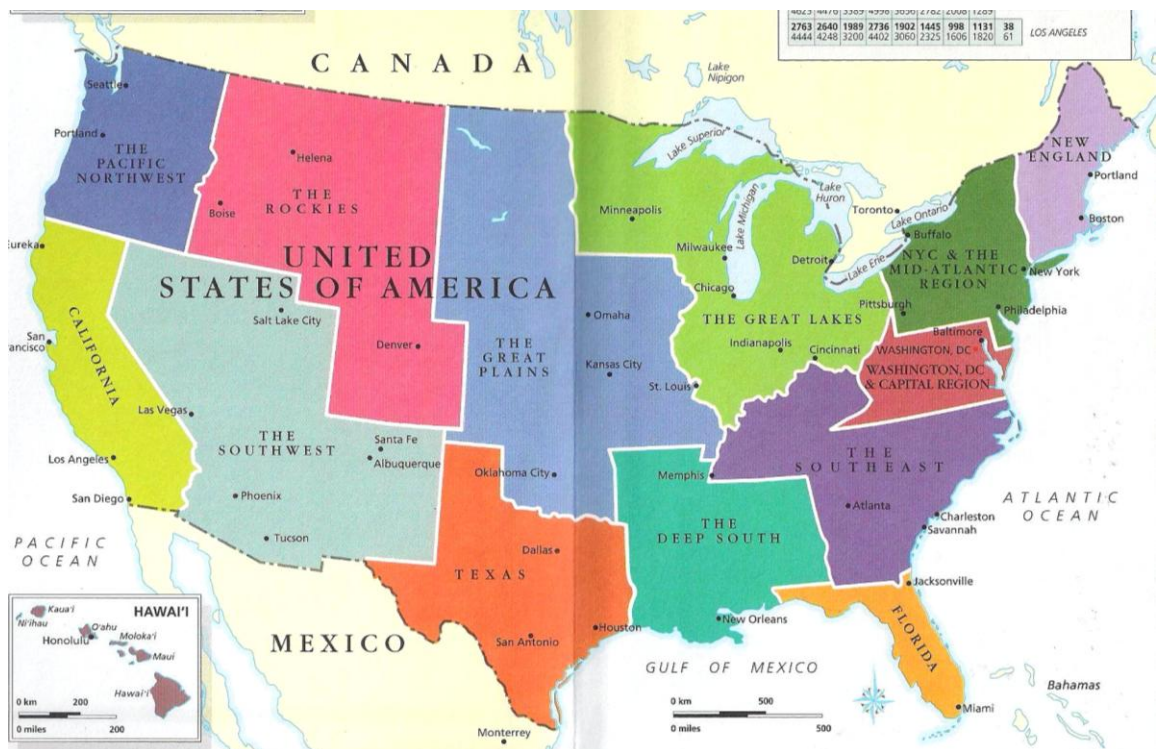 4444 4248 3200 4402 3060 2325 1606 1820 61
2763 2640 1989 2736 1902 1445 998 1131 38
LOS ANGELES
CANADA
Lake
Nipigon
Lake Superior
Lake Michigan
Lake
Huron
Lake Ontario
Lake Erie
Seattle
Portland
THE
PACIFIC
NORTHWEST
Helena
THE
ROCKIES
Boise
UNITED
STATES OF AMERICA
Minneapolis
Milwaukee
Chicago
Detroit
Toronto
Buffalo
NEW
ENGLAND
Portland
Boston
NYC & THE
MID-ATLANTIC
REGION
New York
Pittsburgh
Philadelphia
Baltimore
WASHINGTON, DC
WASHINGTON, DC
& CAPITAL REGION
THE GREAT LAKES
Indianapolis
Cincinnati
Omaha
THE
GREAT
PLAINS
Kansas City
St. Louis
Salt Lake City
Denver
eureka
San
ancisco
CALIFORNIA
Las Vegas
Los Angeles
San Diego
THE
SOUTHWEST
Santa Fe
Albuquerque
Phoenix
Tucson
Oklahoma City
Memphis
THE
SOUTHEAST
Atlanta
Charleston
Savannah
THE
DEEP SOUTH
Dallas
TEXAS
San Antonio
Houston
New Orleans
Jacksonville
FLORIDA
Miami
ATLANTIC
OCEAN
PACIFIC
OCEAN
MEXICO
GULF OF MEXICO
Bahamas
Monterrey
HAWAI'I
Kaua'i
Ni'ihau
O'ahu
Honolulu
Moloka'i
Maui
Hawai'i
0 km 200
0 miles 200
0 km 500
0 miles 500